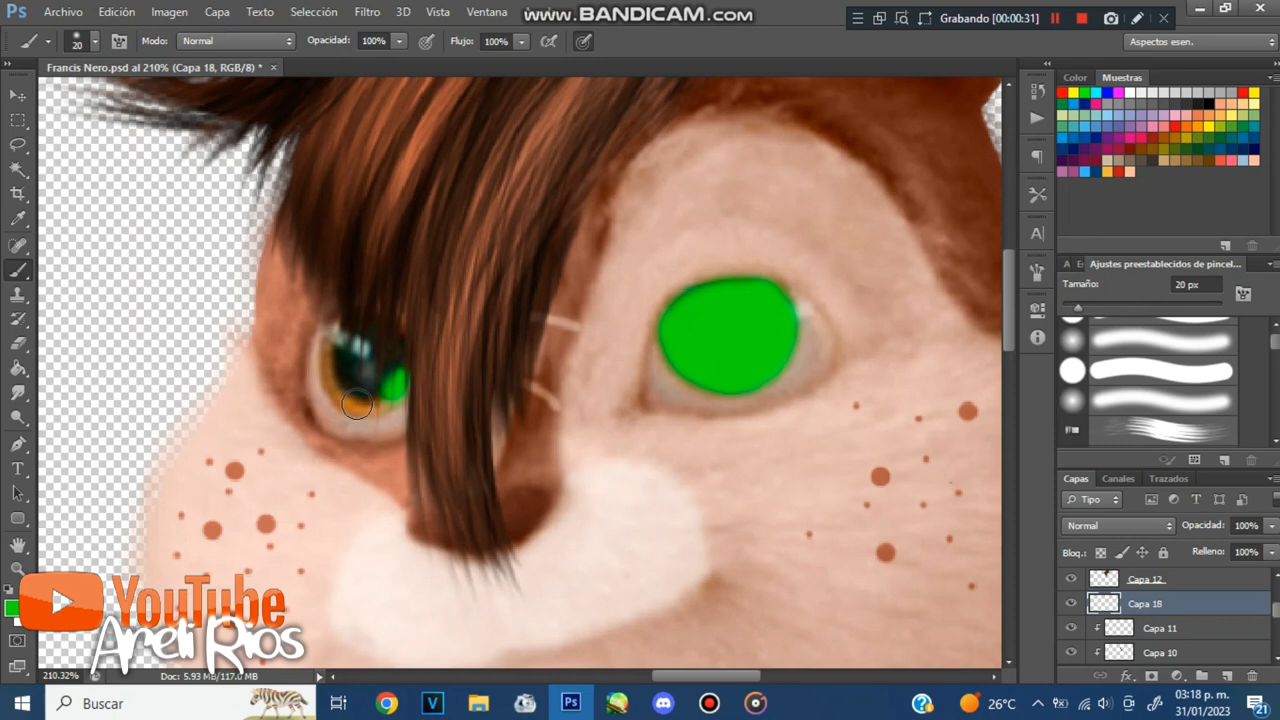 Ps Archivo Edición Imagen Capa Texto Selección Filtro 3D Vista Ventana www.BANDICAM.com Grabando [00:00:31]
20 Modo: Normal Opacidad: 100% Flujo: 100% Aspectos esen.
Francis Nero.psd al 210% (Capa 18, RGB/8) * ×
Color Muestras
A E Ajustes preestablecidos de pincel...
Tamaño: 20 px
Capas Canales Trazados
Tipo
Normal Opacidad: 100%
Bloq.: Relleno: 100%
Capa 12
Capa 18
Capa 11
Capa 10
YouTube
Areli Rios
210.32% Doc: 5.93 MB/117.0 MB
Buscar V Ps 26°C 03:18 p. m.
31/01/2023 21